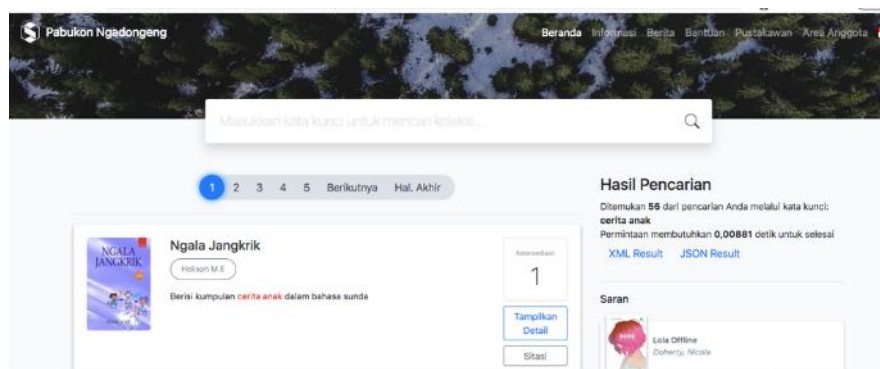 Pabukon Ngadongeng
Beranda Informasi Berita Bantuan Pustakawan Area Anggota
Masukkan kata kunci untuk mencari koleksi...
1 2 3 4 5 Berikutnya Hal. Akhir
NGALA
JANGKRIK
Ngala Jangkrik
Holisoh M.E
Berisi kumpulan cerita anak dalam bahasa sunda
Ketersediaan
1
Tampilkan
Detail
Sitasi
Hasil Pencarian
Ditemukan 56 dari pencarian Anda melalui kata kunci:
cerita anak
Permintaan membutuhkan 0,00881 detik untuk selesai
XML Result JSON Result
Saran
Lola Offline
Doherty, Nicola